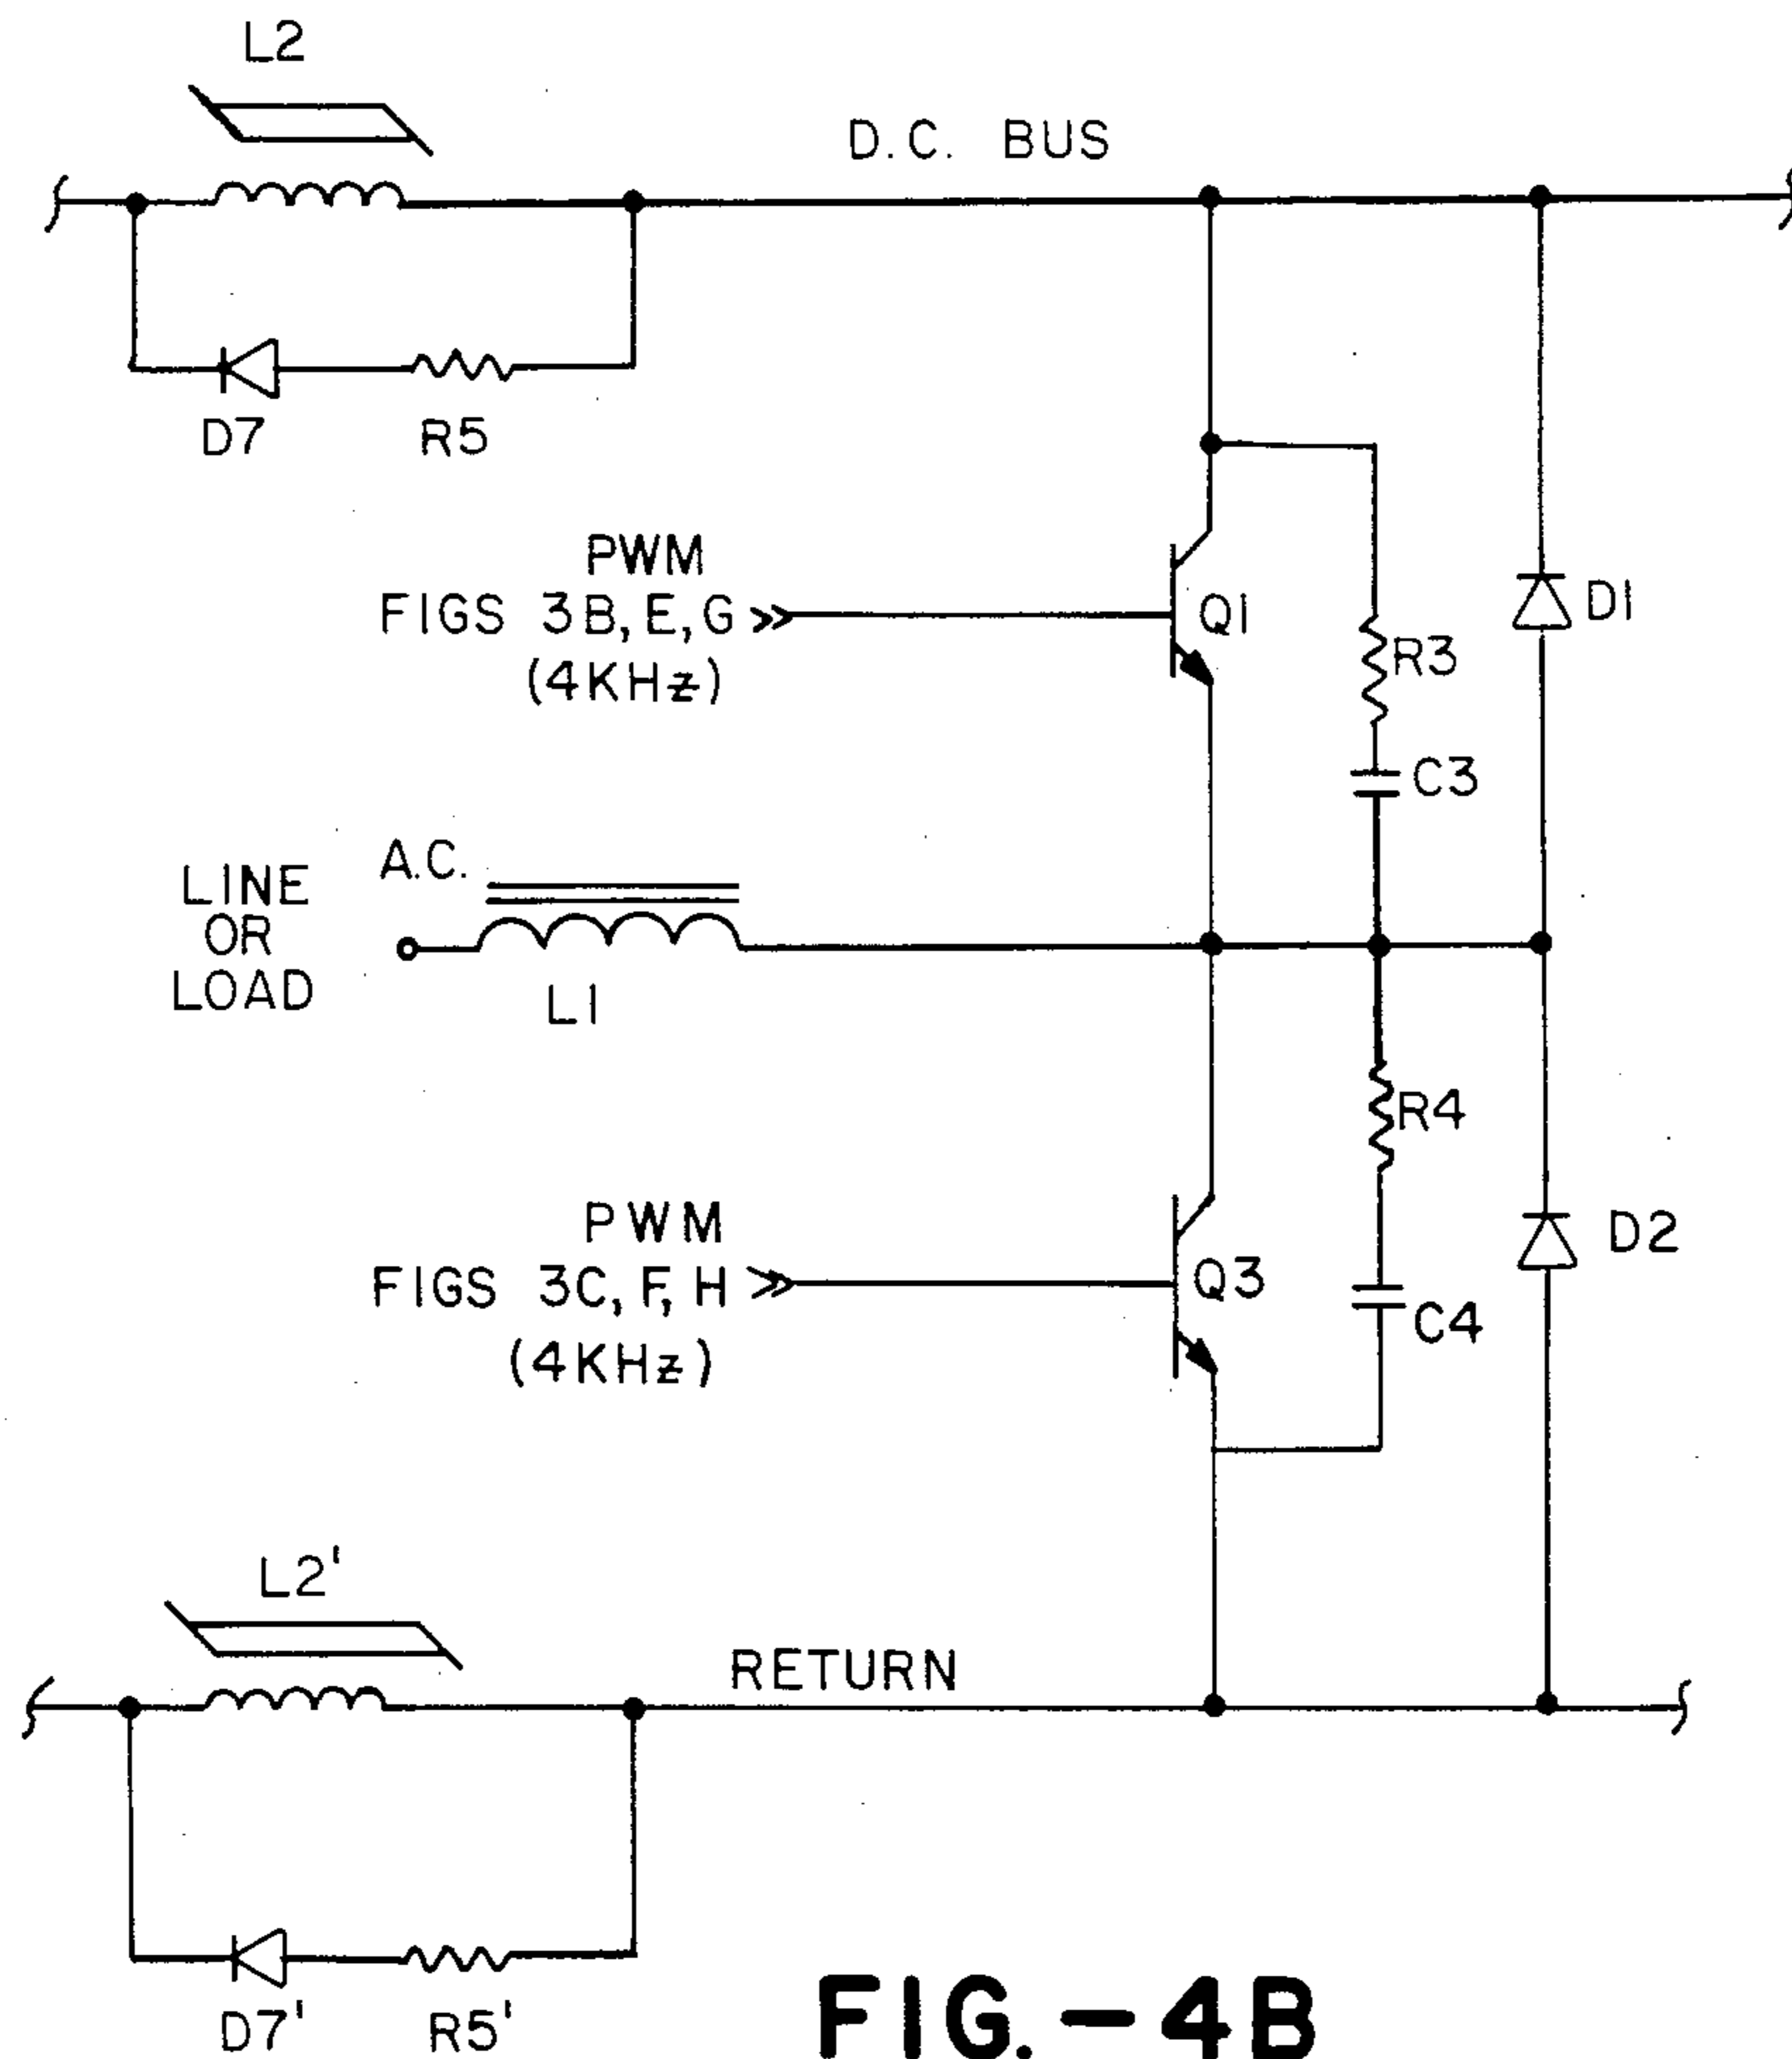 L2
D.C. BUS
D7
R5
PWM
FIGS 3B, E, G
(4KHz)
Q1
R3
D1
C3
A.C.
LINE
OR
LOAD
L1
R4
PWM
FIGS 3C, F, H
(4KHz)
Q3
D2
C4
L2'
RETURN
D7'
R5'
FIG.-4B